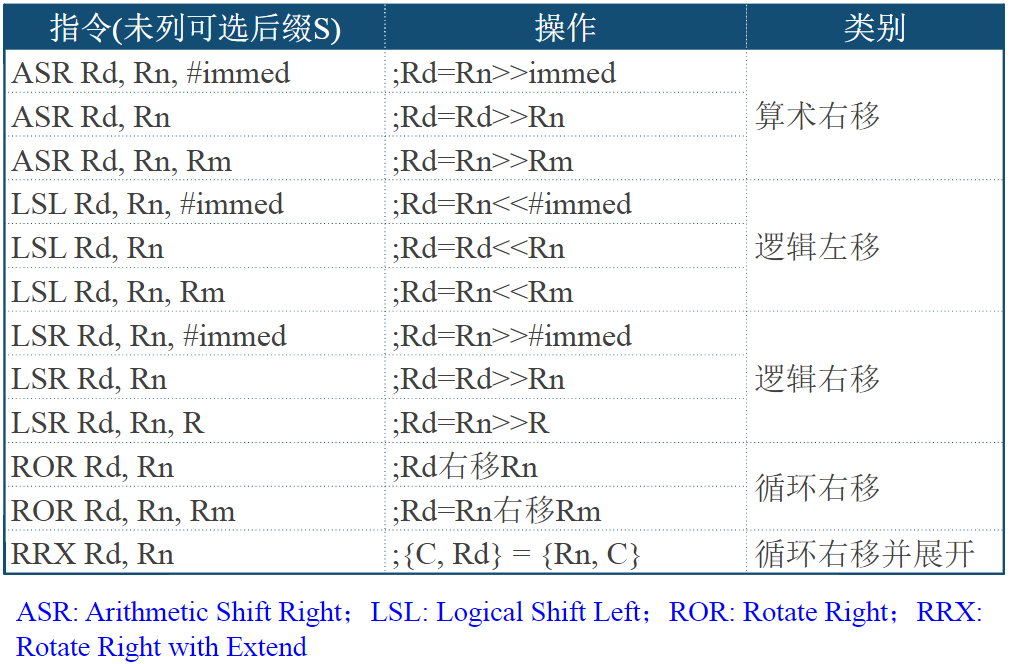 指令(未列可选后缀S) 操作 类别
ASR Rd, Rn, #immed ;Rd=Rn>>immed
ASR Rd, Rn ;Rd=Rd>>Rn
算术右移
ASR Rd, Rn, Rm ;Rd=Rn>>Rm
LSL Rd, Rn, #immed ;Rd=Rn<<#immed
LSL Rd, Rn ;Rd=Rd<<Rn
逻辑左移
LSL Rd, Rn, Rm ;Rd=Rn<<Rm
LSR Rd, Rn, #immed ;Rd=Rn>>#immed
LSR Rd, Rn ;Rd=Rd>>Rn
逻辑右移
LSR Rd, Rn, R ;Rd=Rn>>R
ROR Rd, Rn ;Rd右移Rn
循环右移
ROR Rd, Rn, Rm ;Rd=Rn右移Rm
RRX Rd, Rn ;{C, Rd} = {Rn, C} 循环右移并展开
ASR: Arithmetic Shift Right；LSL: Logical Shift Left；ROR: Rotate Right；RRX:
Rotate Right with Extend